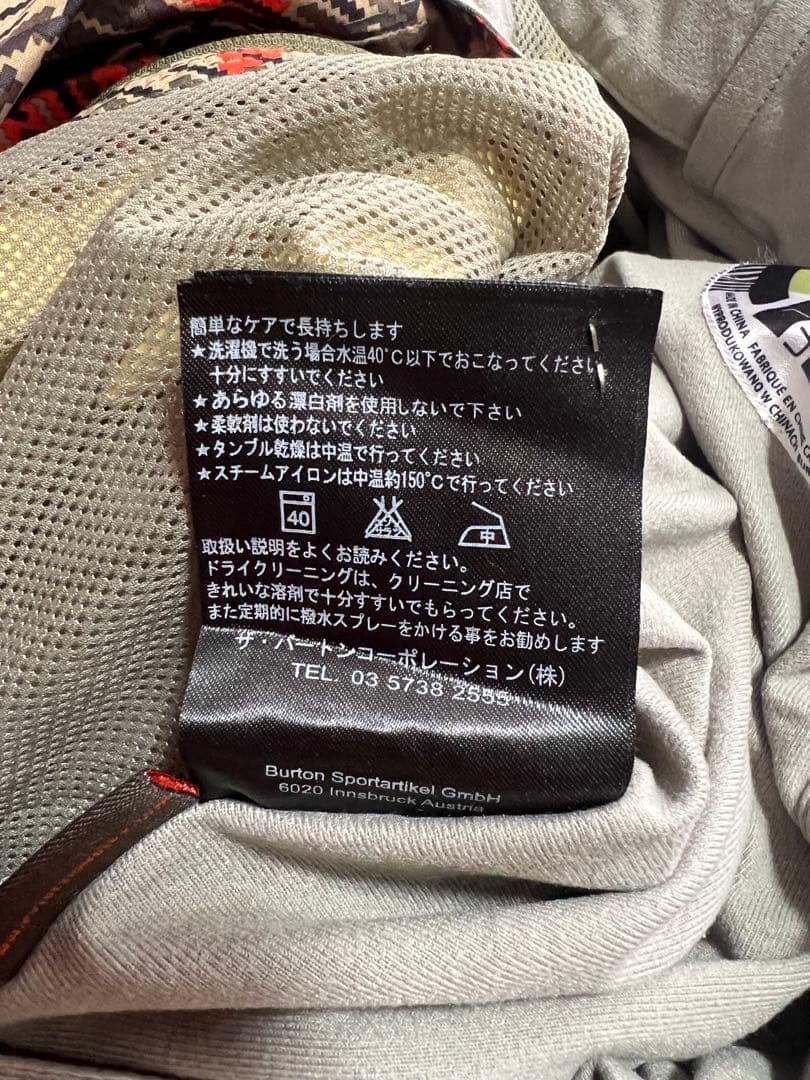 簡単なケアで長持ちします
★洗濯機で洗う場合水温40°C以下でおこなってください
十分にすすいでください
★あらゆる漂白剤を使用しないで下さい
★柔軟剤は使わないでください
★タンブル乾燥は中温で行ってください
★スチームアイロンは中温約150°Cで行ってください
40
中
取扱い説明をよくお読みください。
ドライクリーニングは、クリーニング店で
きれいな溶剤で十分すすいでもらってください。
また定期的に撥水スプレーをかける事をお勧めします
ザ・バートンコーポレーション(株)
TEL. 03 5738 2555
Burton Sportartikel GmbH
6020 Innsbruck Austria
MADE IN CHINA FABRIQUÉ EN
WYPRODUKOWANO W CHINACH